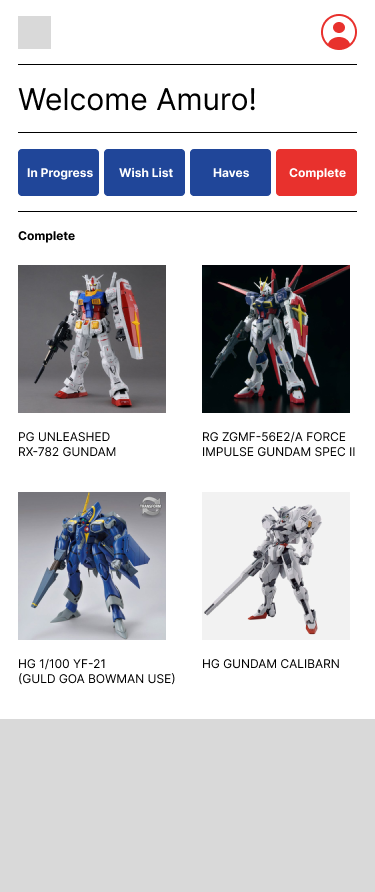 Welcome Amuro!
In Progress
Wish List
Haves
Complete
Complete
PG UNLEASHED
RX-782 GUNDAM
RG ZGMF-56E2/A FORCE
IMPULSE GUNDAM SPEC II
HG 1/100 YF-21
(GULD GOA BOWMAN USE)
HG GUNDAM CALIBARN